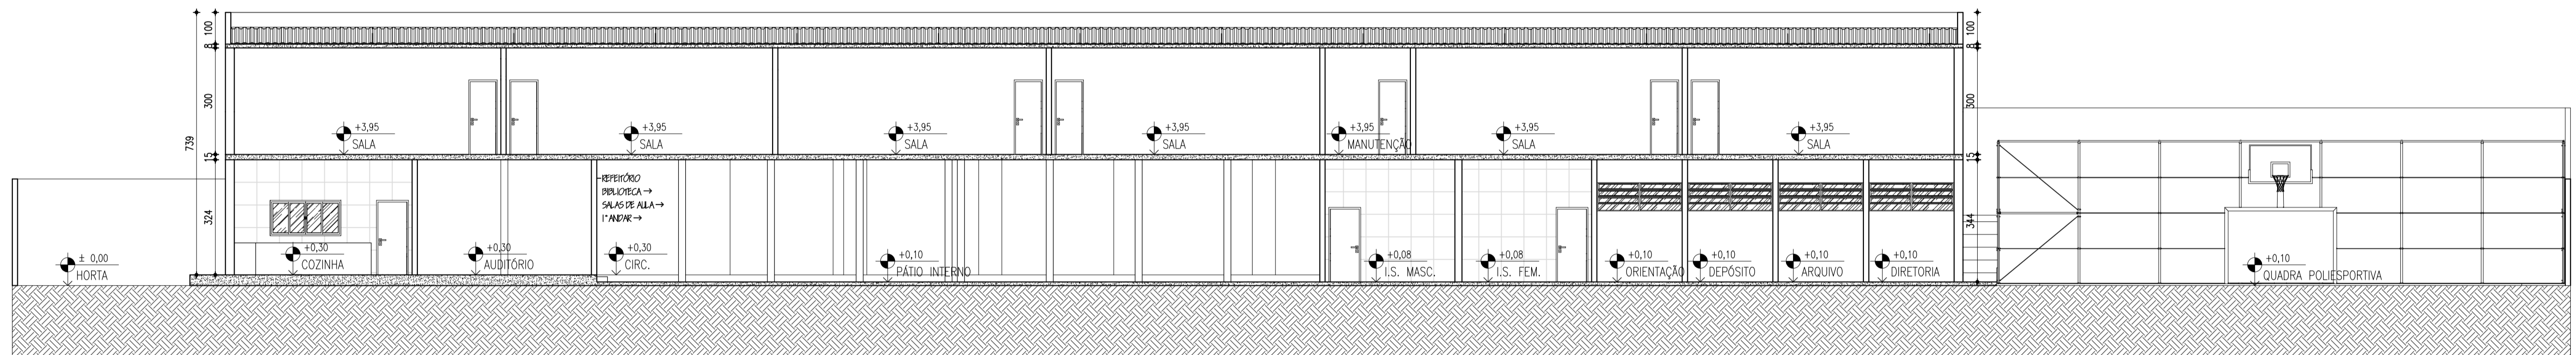 100
8
300
739
15
324
+3,95
SALA
+3,95
SALA
+3,95
SALA
+3,95
SALA
+3,95
MANUTENÇÃO
+3,95
SALA
+3,95
SALA
100
8
300
15
344
REFEITÓRIO
BIBLIOTECA →
SALAS DE AULA →
1° ANDAR →
± 0,00
HORTA
+0,30
COZINHA
+0,30
AUDITÓRIO
+0,30
CIRC.
+0,10
PÁTIO INTERNO
+0,08
I.S. MASC.
+0,08
I.S. FEM.
+0,10
ORIENTAÇÃO
+0,10
DEPÓSITO
+0,10
ARQUIVO
+0,10
DIRETORIA
+0,10
QUADRA POLIESPORTIVA